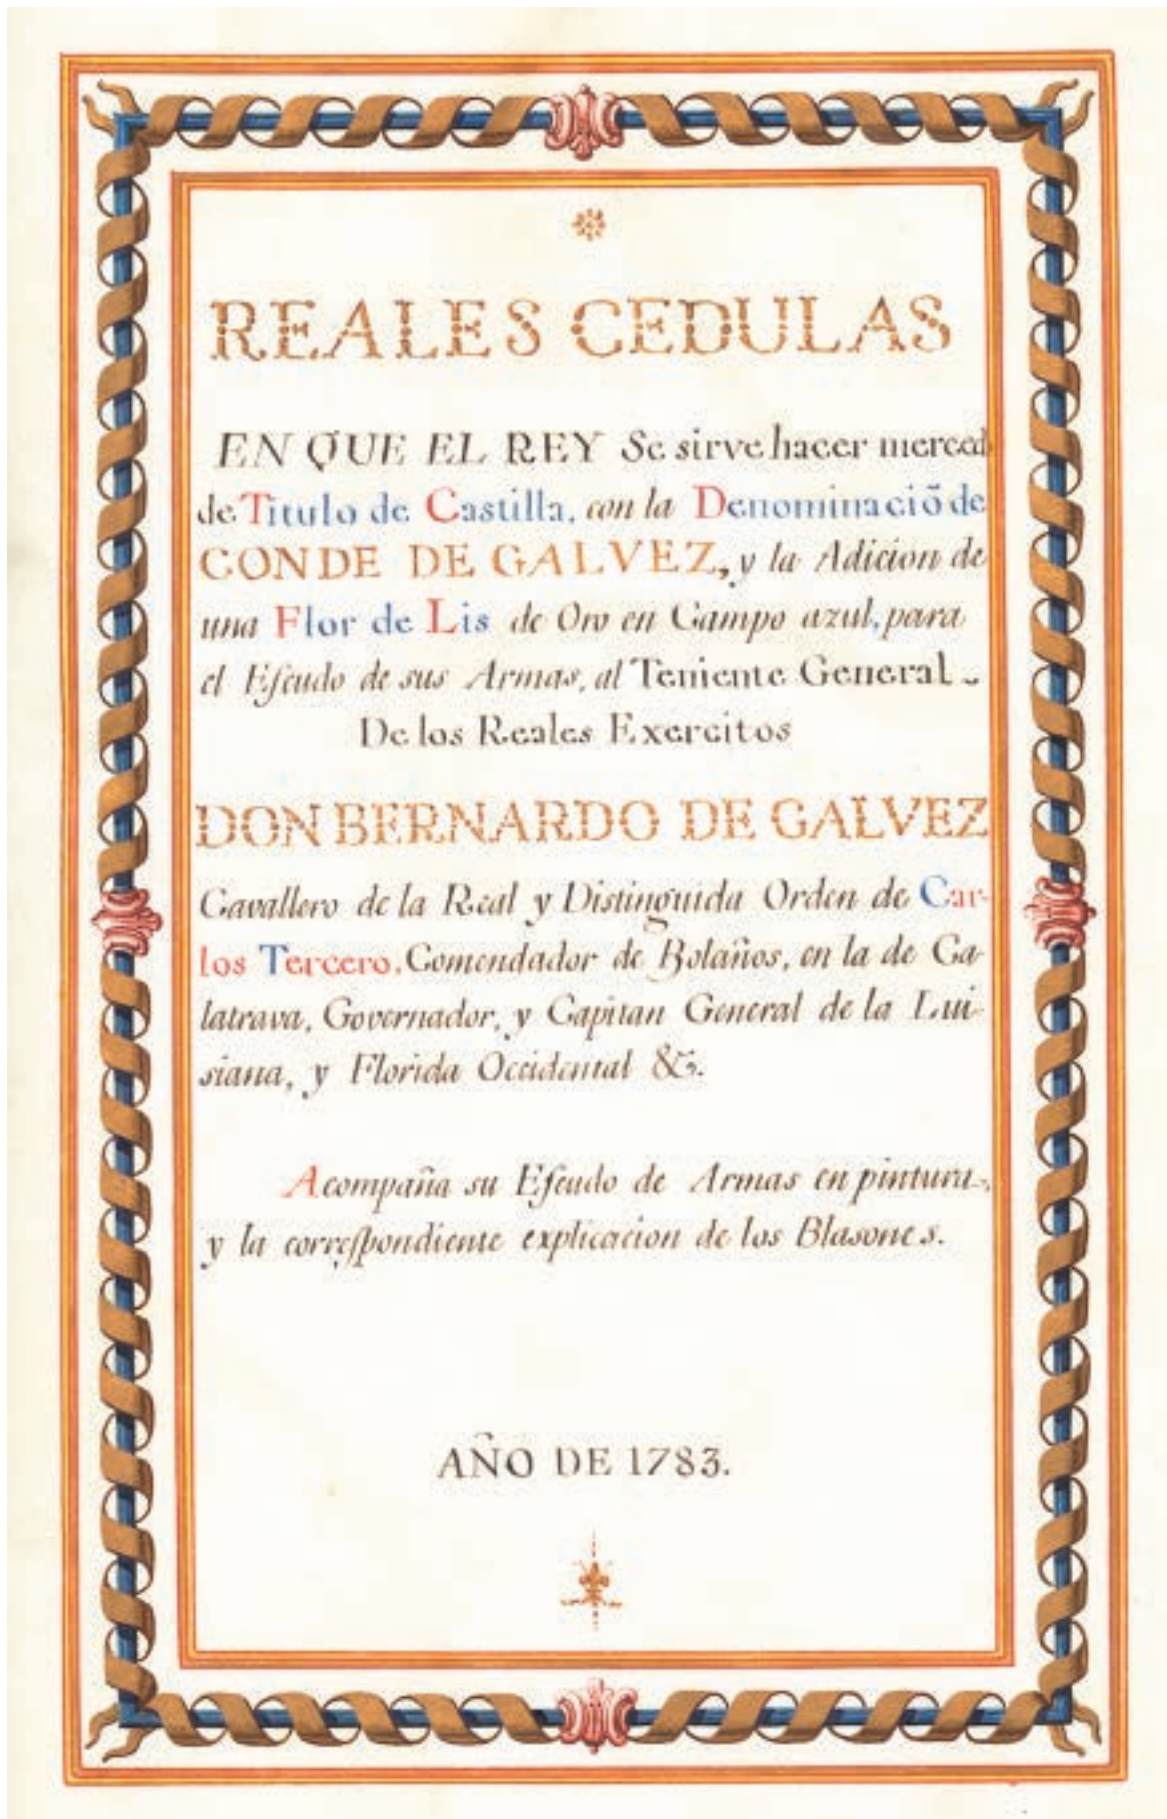 REALES CEDULAS
EN QUE EL REY Se sirve hacer merced
de Titulo de Castilla, con la Denominaciō de
CONDE DE GALVEZ, y la Adicion de
una Flor de Lis de Oro en Campo azul, para
el Escudo de sus Armas, al Teniente General
De los Reales Exercitos
DON BERNARDO DE GALVEZ
Cavallero de la Real y Distinguida Orden de Car-
los Tercero, Comendador de Bolaños, en la de Ca-
latrava, Governador, y Capitan General de la Lui-
siana, y Florida Occidental &c.
Acompaña su Escudo de Armas en pintura,
y la correspondiente explicacion de los Blasones.
AÑO DE 1783.